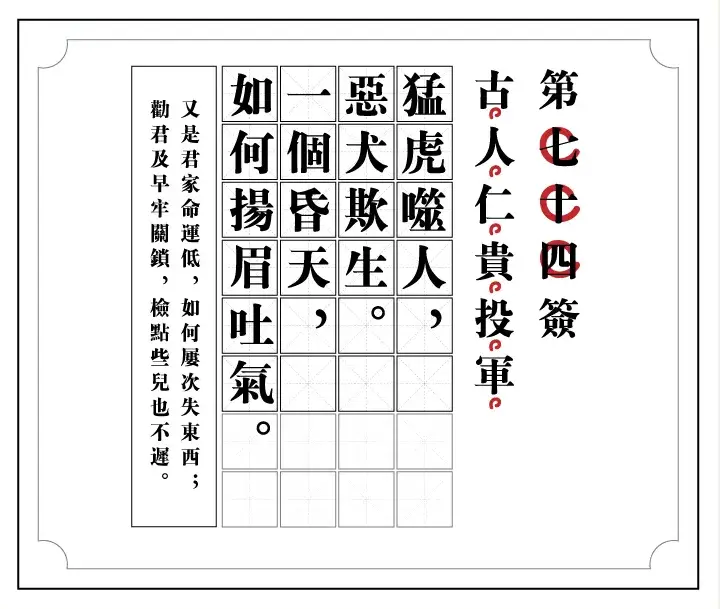 第七十四簽
古人仁貴投軍
猛虎噬人，
惡犬欺生。
一個昏天，
如何揚眉吐氣。
又是君家命運低，如何屢次失東西；
勸君及早牢關鎖，檢點些兒也不遲。